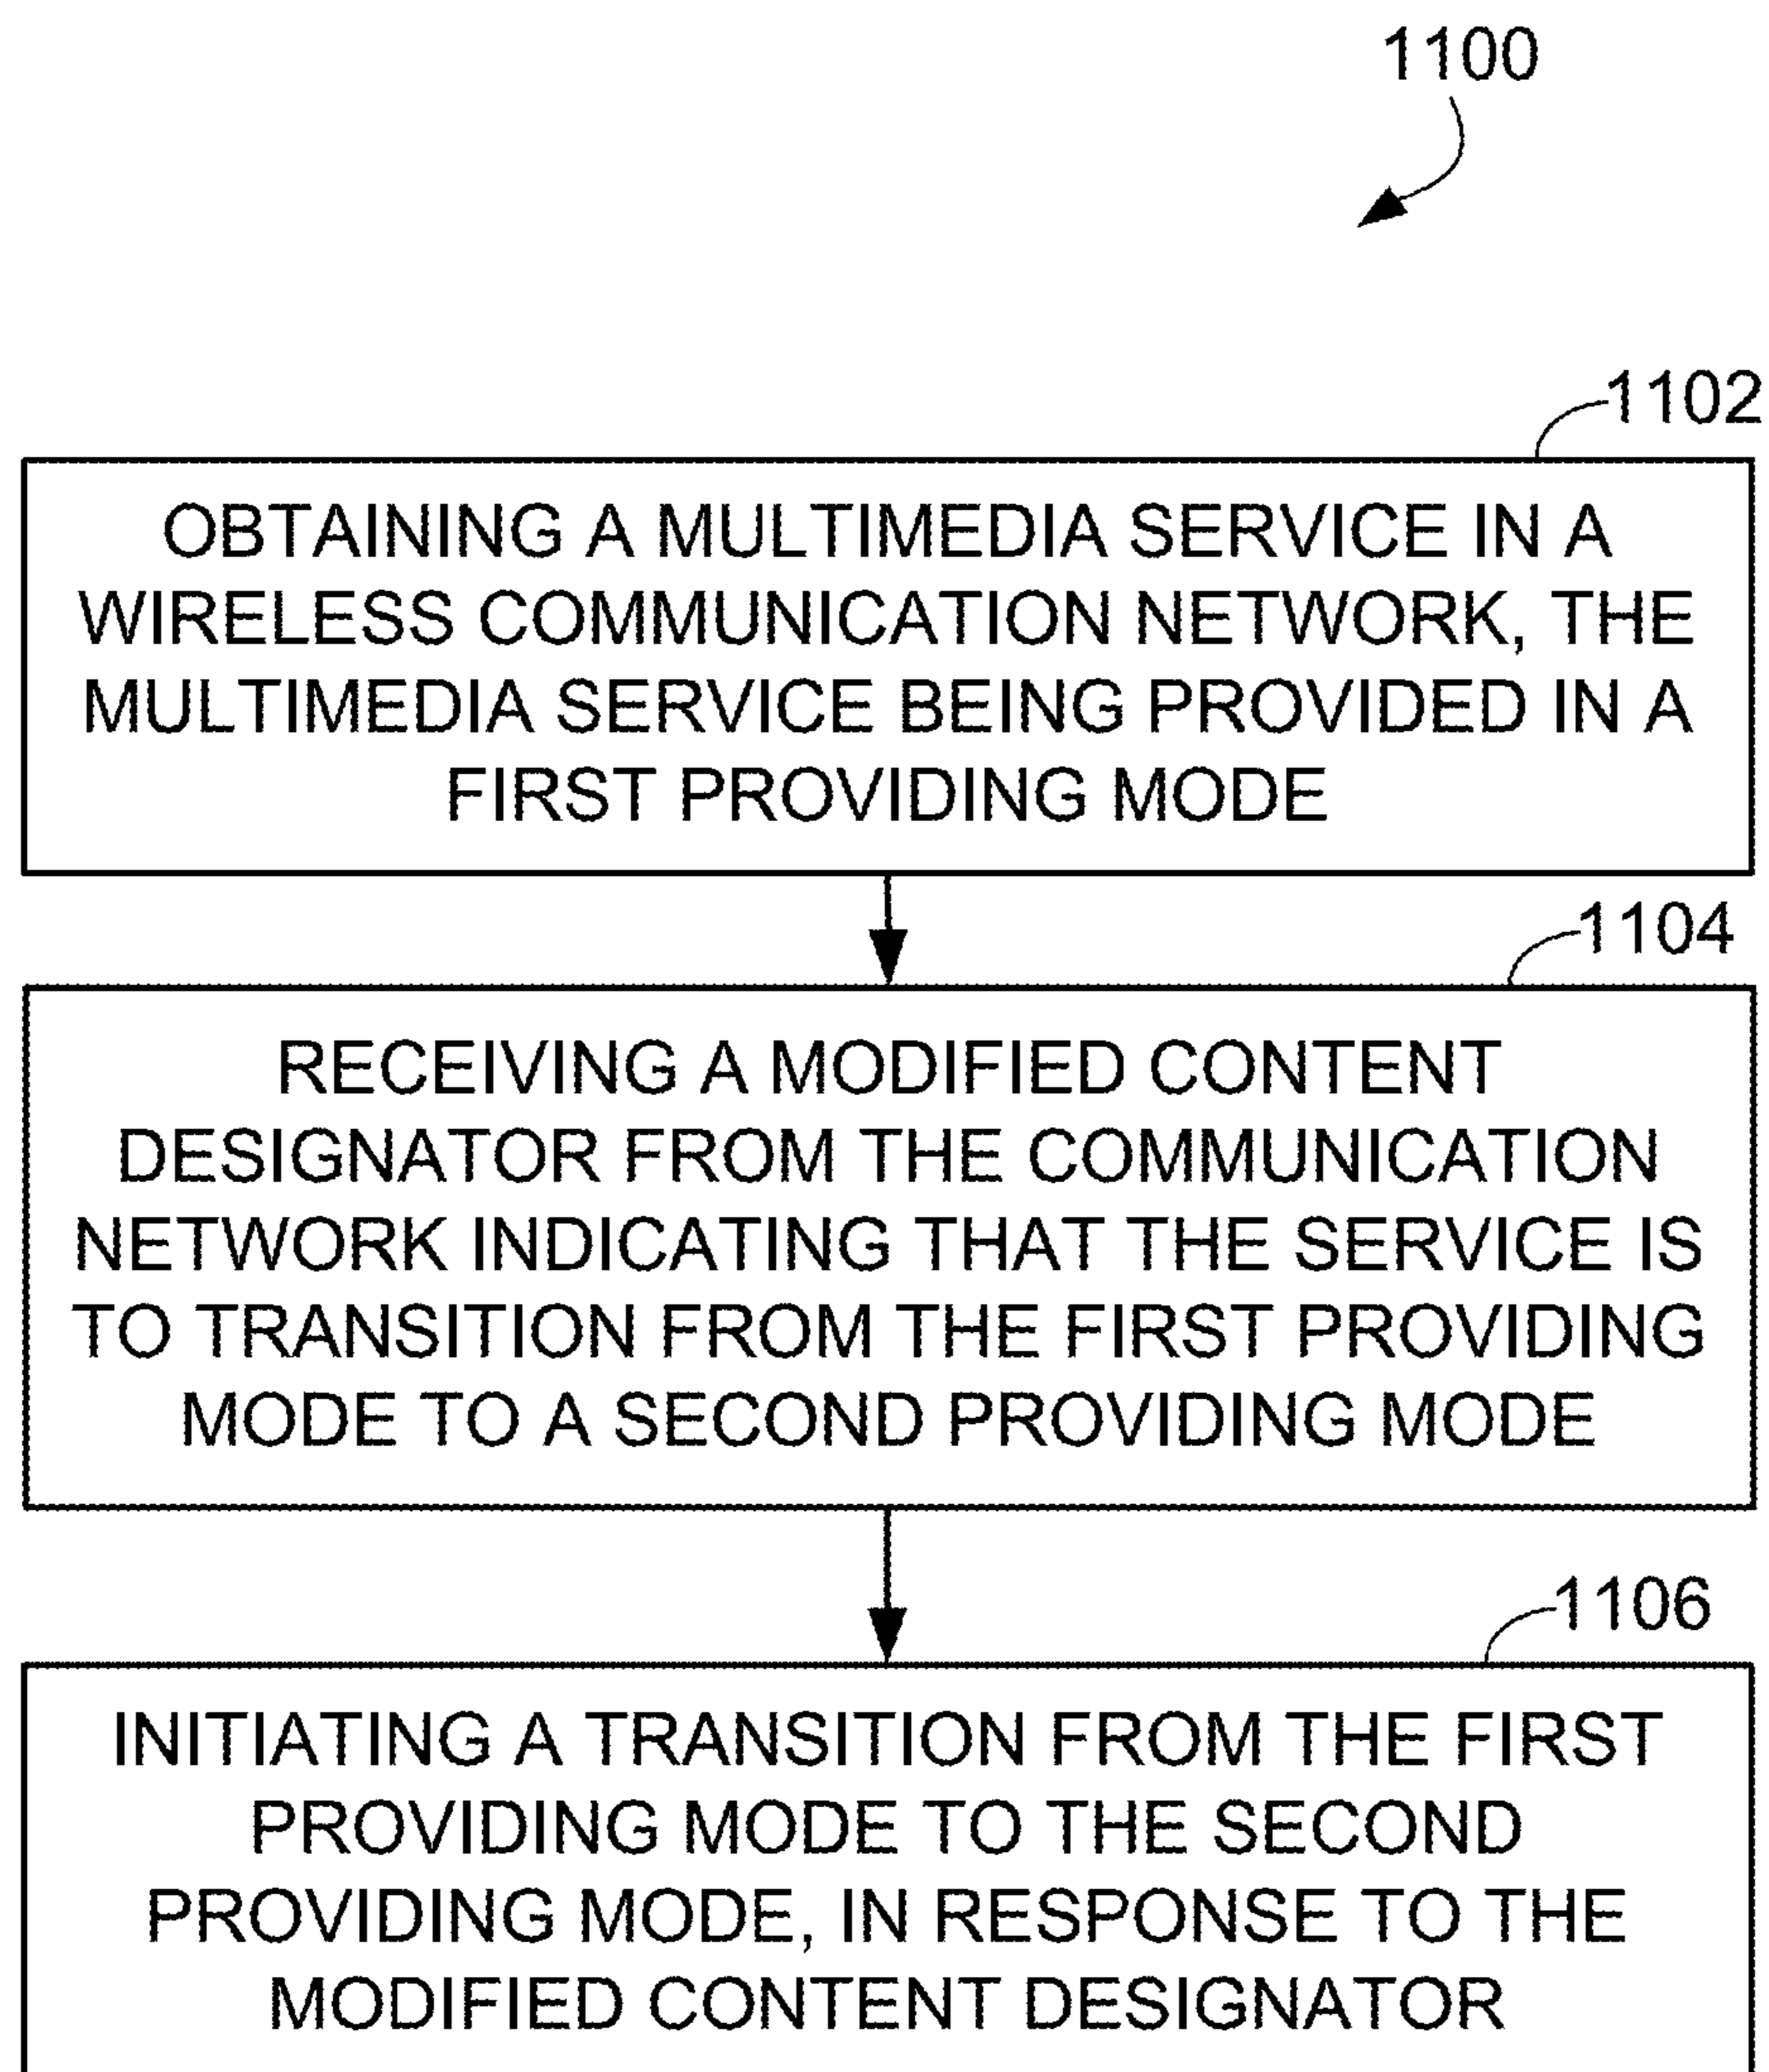 1100
1102
OBTAINING A MULTIMEDIA SERVICE IN A
WIRELESS COMMUNICATION NETWORK, THE
MULTIMEDIA SERVICE BEING PROVIDED IN A
FIRST PROVIDING MODE
1104
RECEIVING A MODIFIED CONTENT
DESIGNATOR FROM THE COMMUNICATION
NETWORK INDICATING THAT THE SERVICE IS
TO TRANSITION FROM THE FIRST PROVIDING
MODE TO A SECOND PROVIDING MODE
1106
INITIATING A TRANSITION FROM THE FIRST
PROVIDING MODE TO THE SECOND
PROVIDING MODE, IN RESPONSE TO THE
MODIFIED CONTENT DESIGNATOR